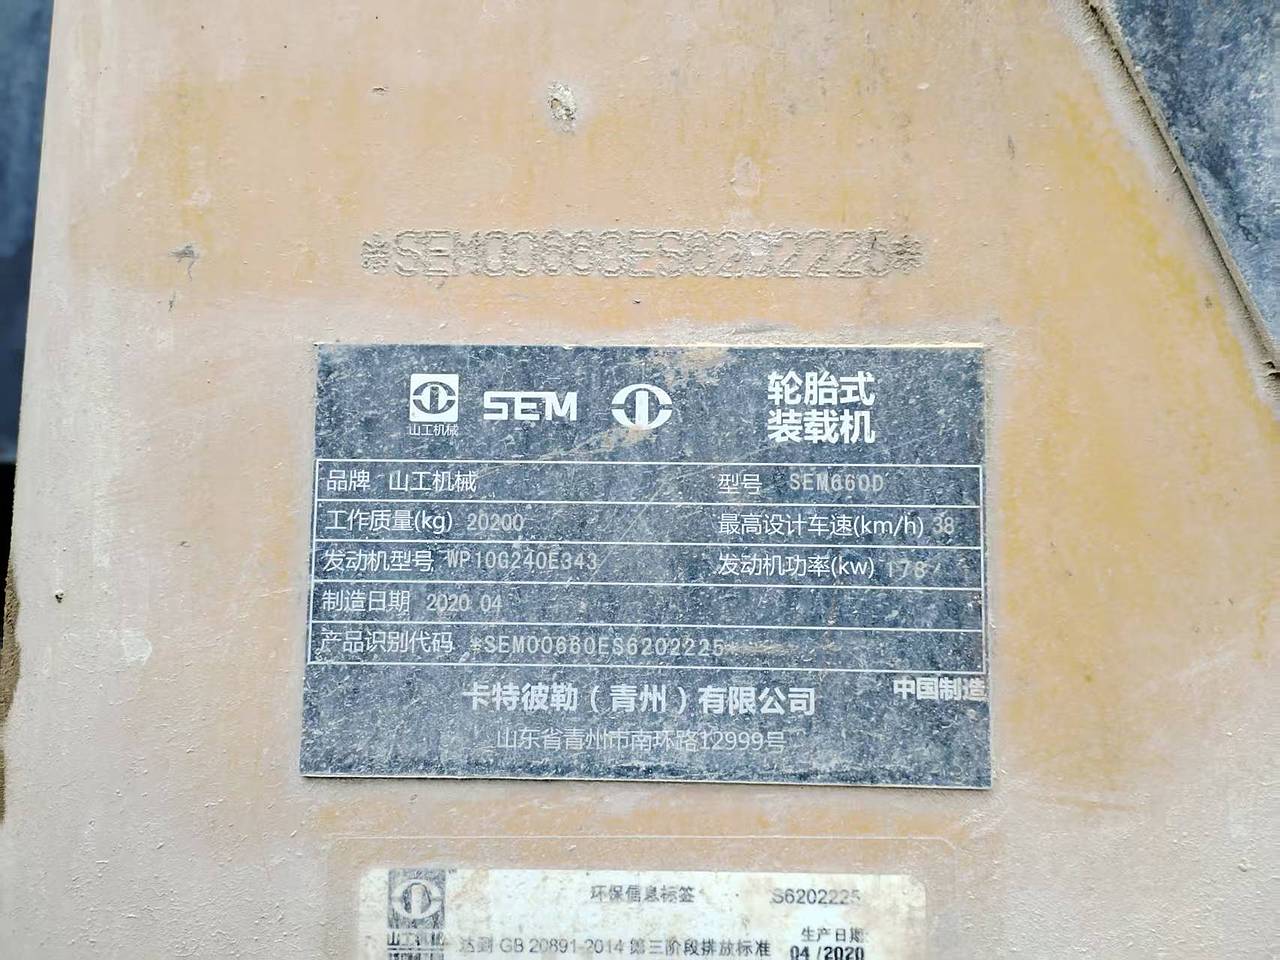 *SEM00660ES6202225*
山工机械
SEM
轮胎式
装载机
品牌 山工机械 型号 SEM660D
工作质量(kg) 20200 最高设计车速(km/h) 38
发动机型号 WP10G240E343 发动机功率(kw) 178
制造日期 2020 04
产品识别代码 *SEM00660ES6202225*
卡特彼勒（青州）有限公司 中国制造
山东省青州市南环路12999号
环保信息标签 S6202225
山工机械 达到 GB 20891-2014 第三阶段排放标准 生产日期
04/2020